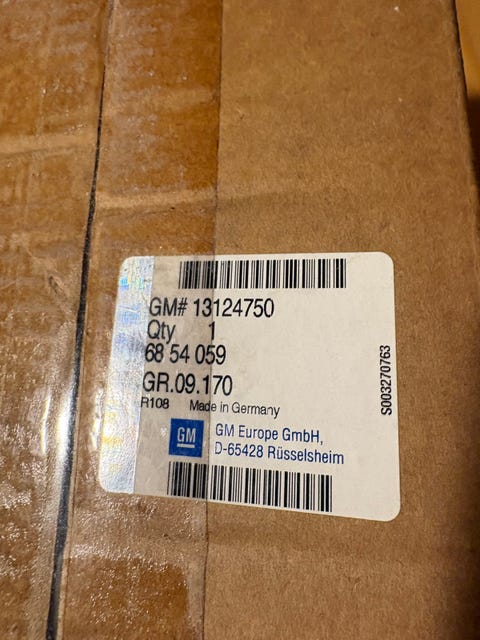 GM# 13124750
Qty 1
68 54 059
GR.09.170
R108 Made in Germany
GM
GM Europe GmbH,
D-65428 Rüsselsheim
S003270763